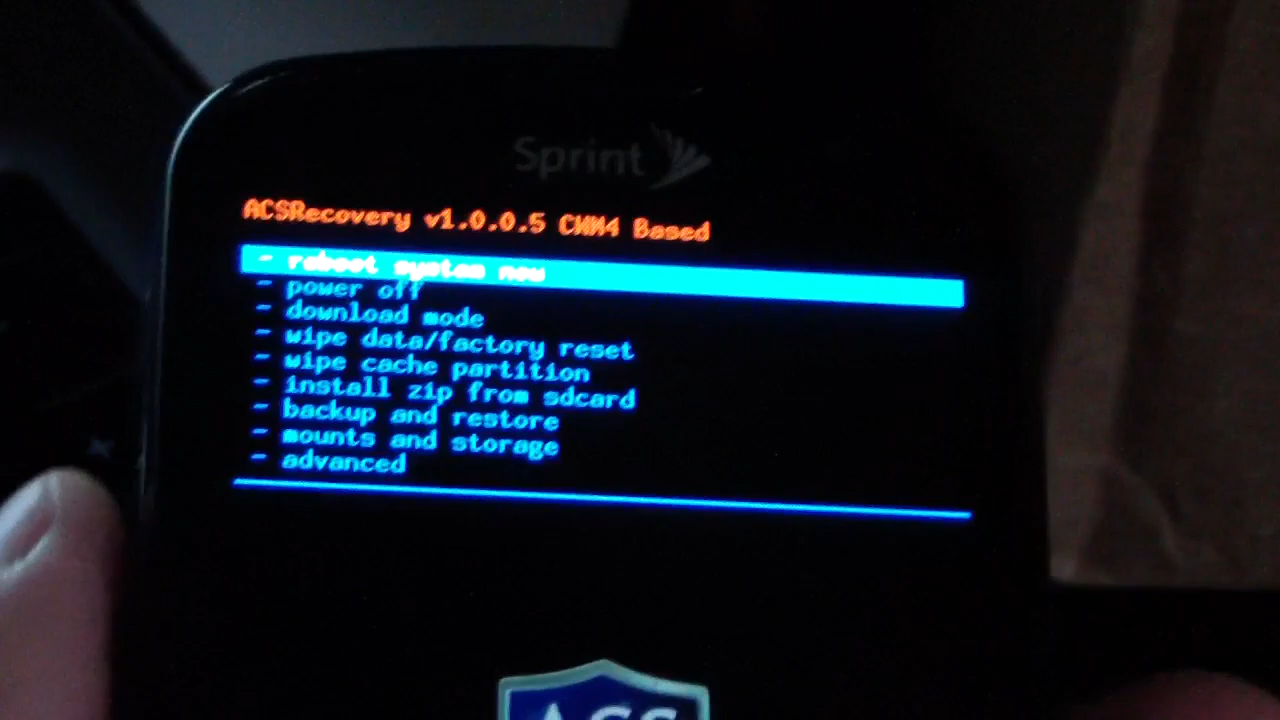 Sprint
ACSRecovery v1.0.0.5 CWM4 Based
- reboot system now
- power off
- download mode
- wipe data/factory reset
- wipe cache partition
- install zip from sdcard
- backup and restore
- mounts and storage
- advanced
ACS